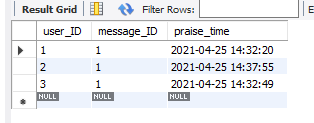 Result Grid Filter Rows:
user_ID message_ID praise_time
1 1 2021-04-25 14:32:20
2 1 2021-04-25 14:37:55
3 1 2021-04-25 14:32:49
NULL NULL NULL